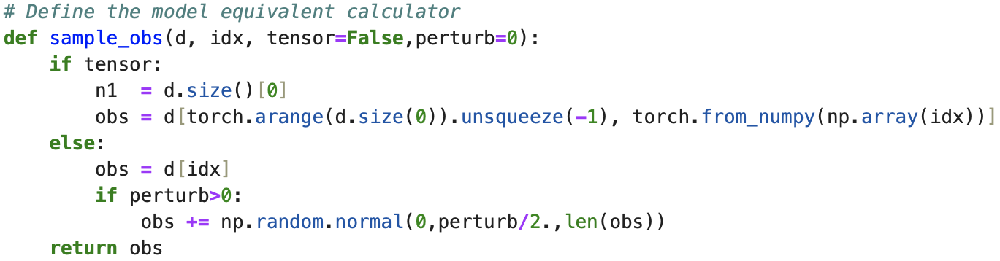 # Define the model equivalent calculator
def sample_obs(d, idx, tensor=False,perturb=0):
    if tensor:
        n1  = d.size()[0]
        obs = d[torch.arange(d.size(0)).unsqueeze(-1), torch.from_numpy(np.array(idx))]
    else:
        obs = d[idx]
        if perturb>0:
            obs += np.random.normal(0,perturb/2.,len(obs))
    return obs